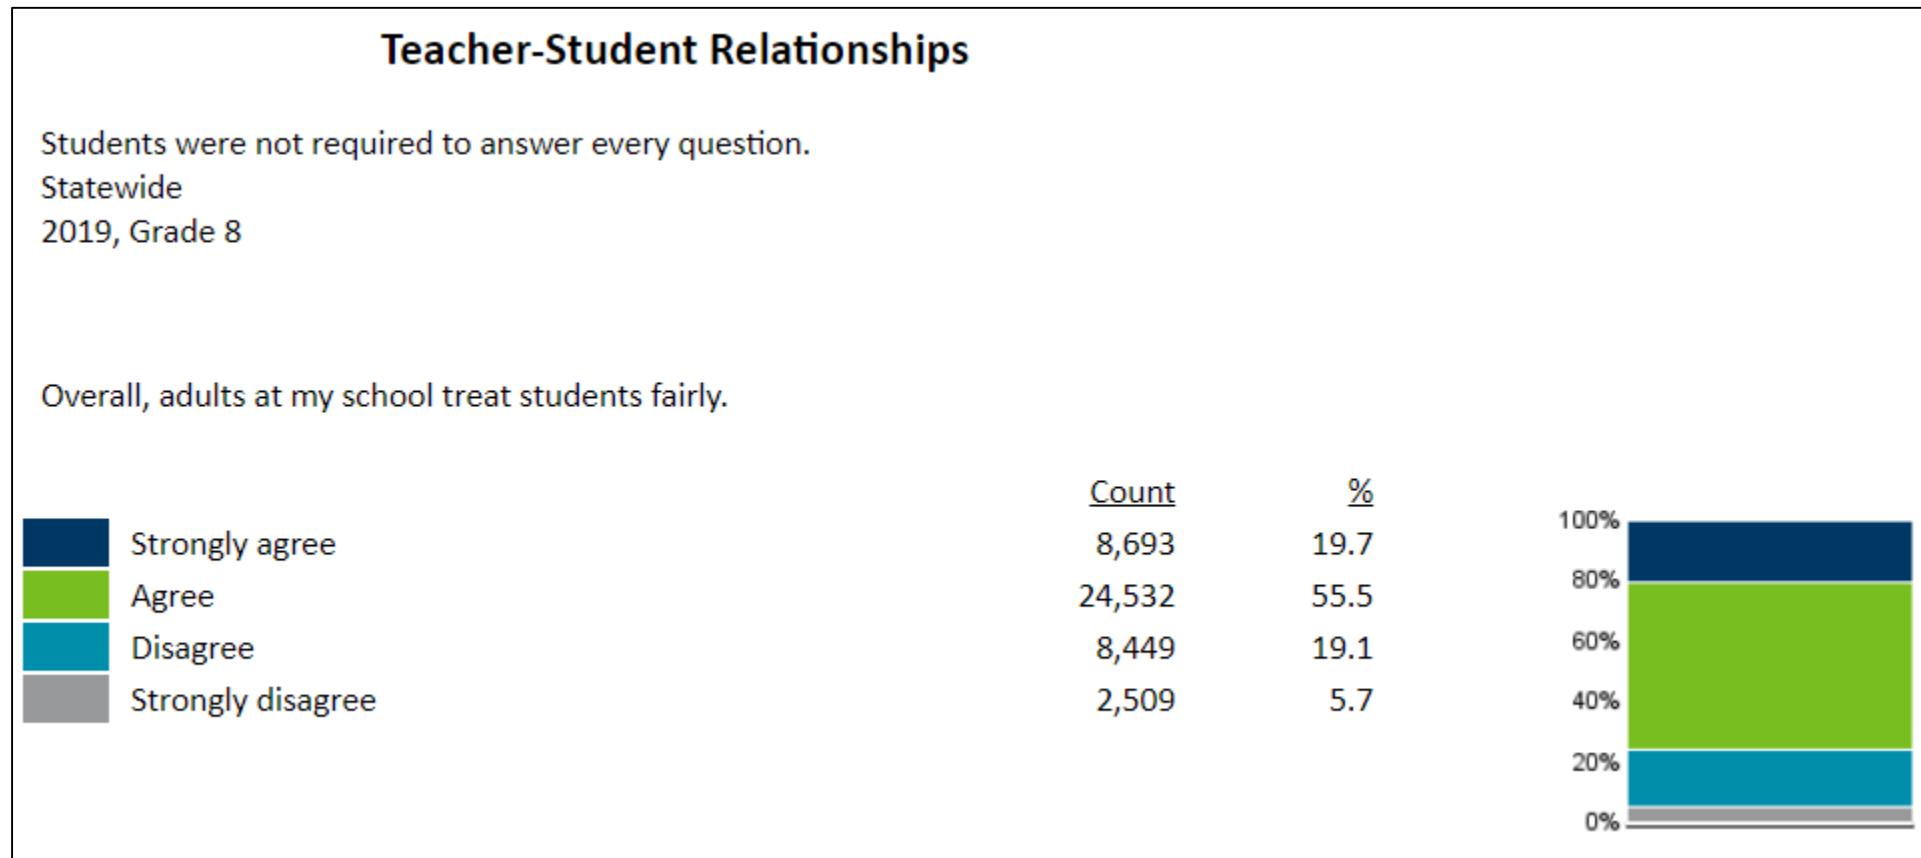 Teacher-Student Relationships
Students were not required to answer every question.
Statewide
2019, Grade 8
Overall, adults at my school treat students fairly.
Count %
Strongly agree 8,693 19.7
Agree 24,532 55.5
Disagree 8,449 19.1
Strongly disagree 2,509 5.7
100%
80%
60%
40%
20%
0%